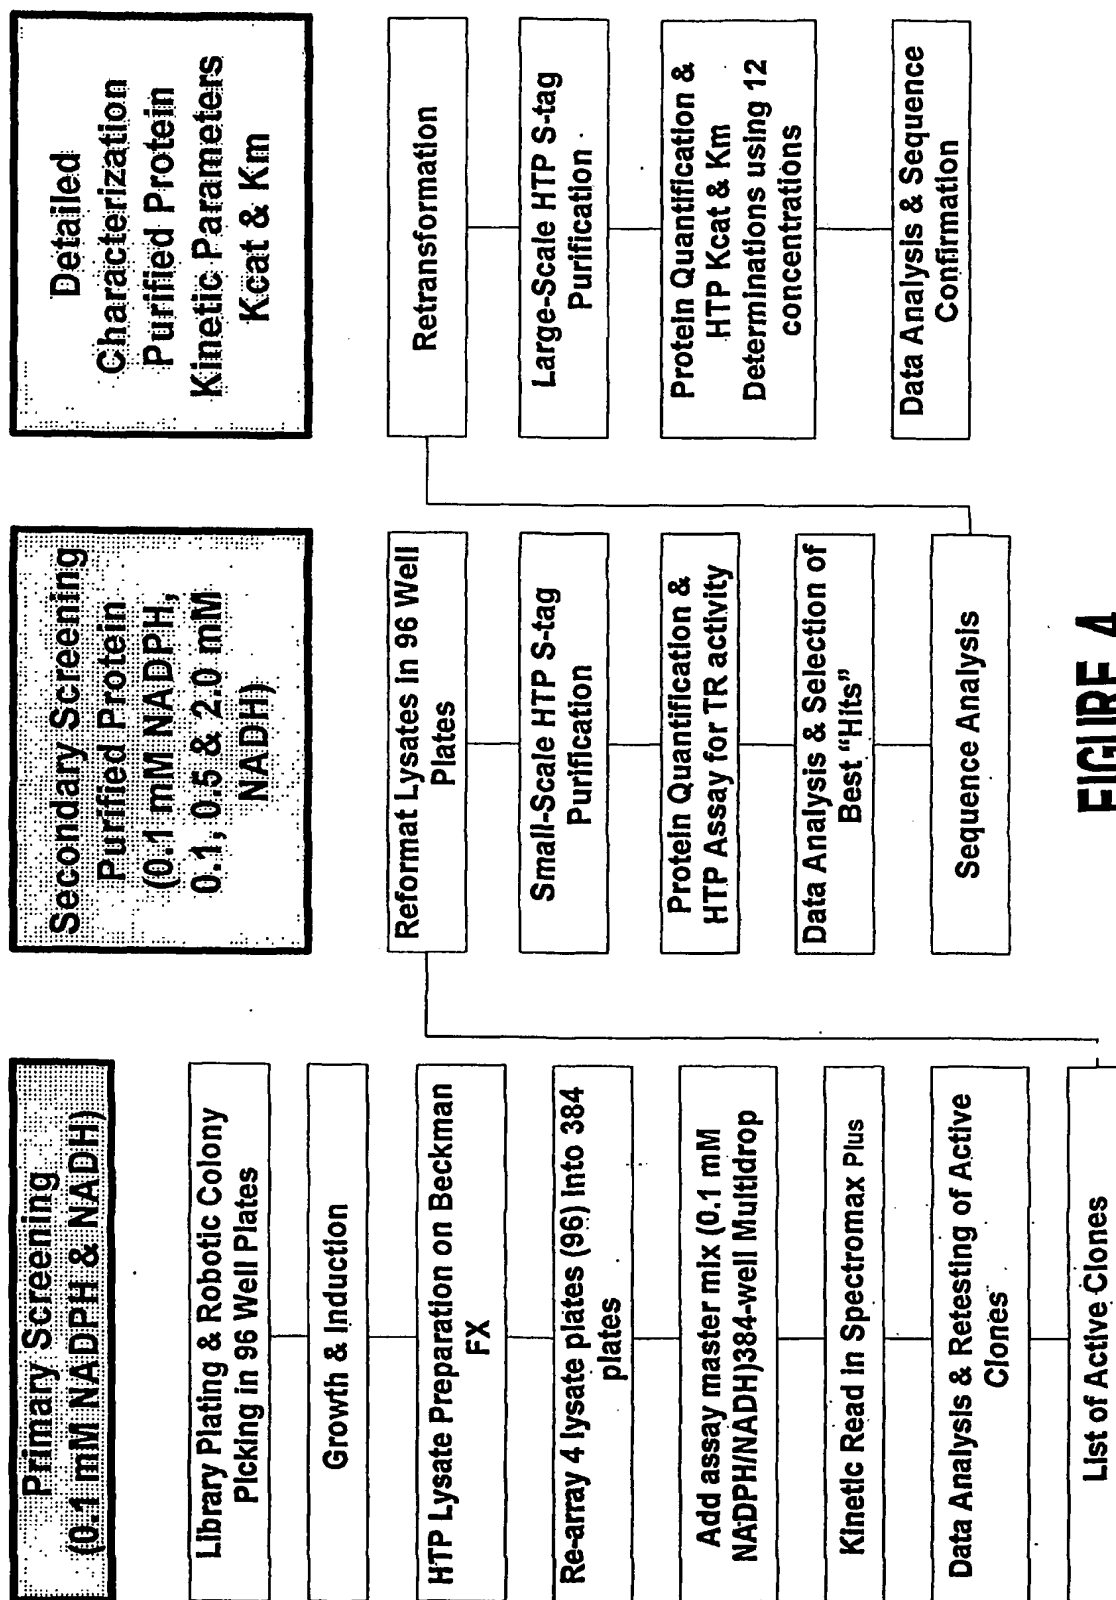 Primary Screening
(0.1 mM NADPH & NADH)
Library Plating & Robotic Colony
Picking in 96 Well Plates
Growth & Induction
HTP Lysate Preparation on Beckman
FX
Re-array 4 lysate plates (96) Into 384
plates
Add assay master mix (0.1 mM
NADPH/NADH)384-well Multidrop
Kinetic Read in Spectromax Plus
Data Analysis & Retesting of Active
Clones
List of Active Clones
Secondary Screening
Purified Protein
(0.1 mM NADPH,
0.1, 0.5 & 2.0 mM
NADH)
Reformat Lysates in 96 Well
Plates
Small-Scale HTP S-tag
Purification
Protein Quantification &
HTP Assay for TR activity
Data Analysis & Selection of
Best "Hits"
Sequence Analysis
Detailed
Characterization
Purified Protein
Kinetic Parameters
Kcat & Km
Retransformation
Large-Scale HTP S-tag
Purification
Protein Quantification &
HTP Kcat & Km
Determinations using 12
concentrations
Data Analysis & Sequence
Confirmation
FIGURE 4